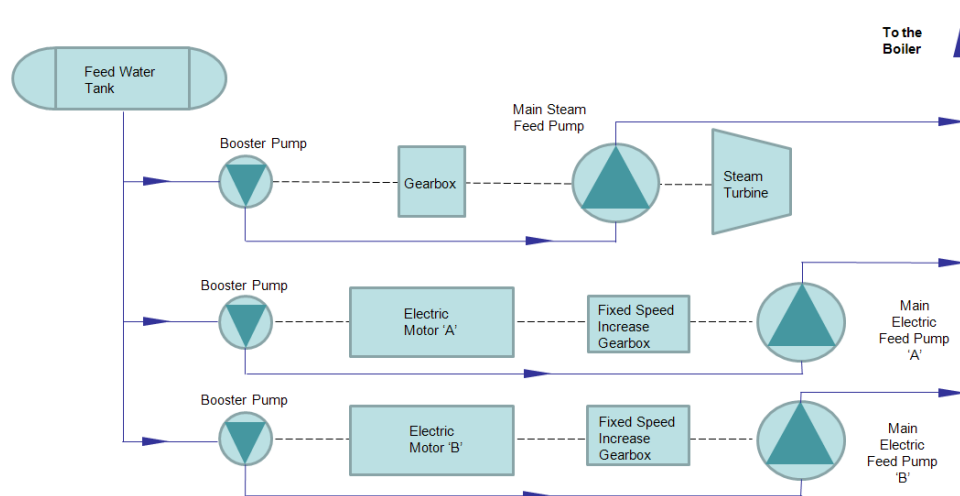 To the
Boiler
Feed Water
Tank
Main Steam
Feed Pump
Booster Pump
Gearbox
Steam
Turbine
Booster Pump
Electric
Motor ‘A’
Fixed Speed
Increase
Gearbox
Main
Electric
Feed Pump
‘A’
Booster Pump
Electric
Motor ‘B’
Fixed Speed
Increase
Gearbox
Main
Electric
Feed Pump
‘B’